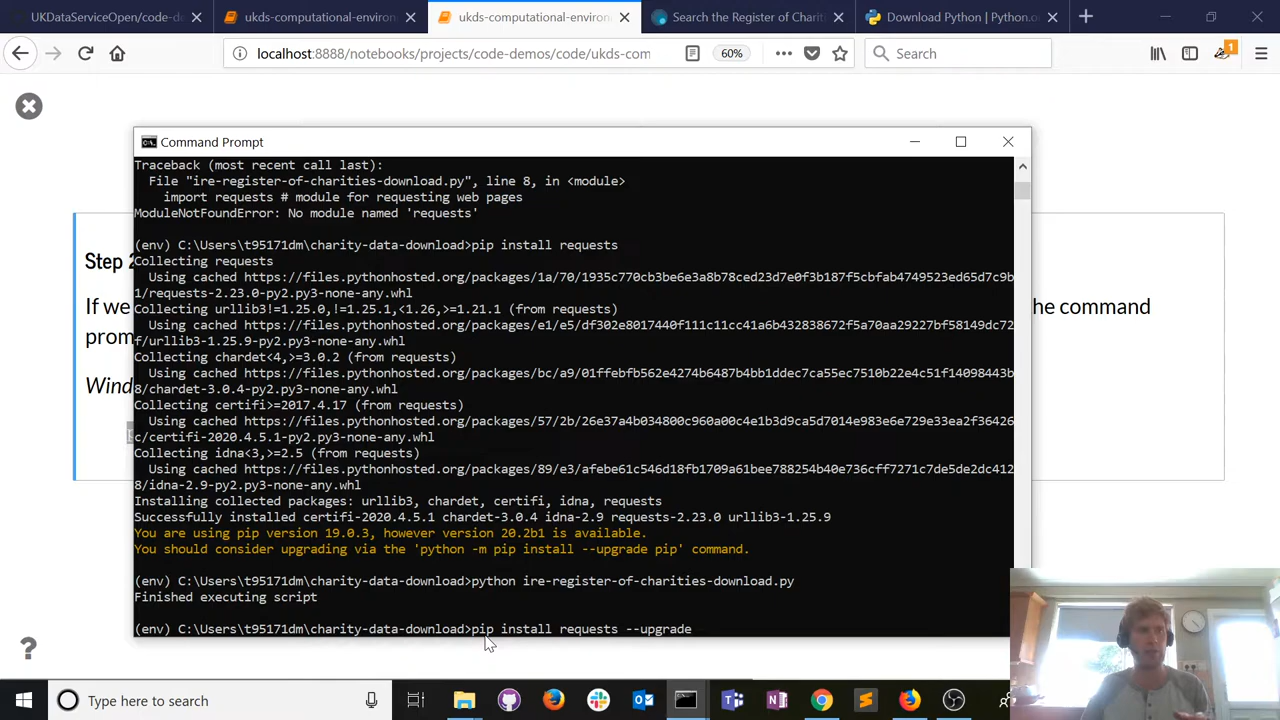 UKDataServiceOpen/code-d
ukds-computational-environ
ukds-computational-environ
Search the Register of Chariti
Download Python | Python.o
localhost:8888/notebooks/projects/code-demos/code/ukds-com
60%
Search
1
Command Prompt
Traceback (most recent call last):
File "ire-register-of-charities-download.py", line 8, in <module>
import requests # module for requesting web pages
ModuleNotFoundError: No module named 'requests'
(env) C:\Users\t95171dm\charity-data-download>pip install requests
Collecting requests
Using cached https://files.pythonhosted.org/packages/1a/70/1935c770cb3be6e3a8b78ced23d7e0f3b187f5cbfab4749523ed65d7c9b
1/requests-2.23.0-py2.py3-none-any.whl
Collecting urllib3!=1.25.0,!=1.25.1,<1.26,>=1.21.1 (from requests)
Using cached https://files.pythonhosted.org/packages/e1/e5/df302e8017440f111c11cc41a6b432838672f5a70aa29227bf58149dc72
f/urllib3-1.25.9-py2.py3-none-any.whl
Collecting chardet<4,>=3.0.2 (from requests)
Using cached https://files.pythonhosted.org/packages/bc/a9/01ffebfb562e4274b6487b4bb1ddec7ca55ec7510b22e4c51f14098443b
8/chardet-3.0.4-py2.py3-none-any.whl
Collecting certifi>=2017.4.17 (from requests)
Using cached https://files.pythonhosted.org/packages/57/2b/26e37a4b034800c960a00c4e1b3d9ca5d7014e983e6e729e33ea2f36426
c/certifi-2020.4.5.1-py2.py3-none-any.whl
Collecting idna<3,>=2.5 (from requests)
Using cached https://files.pythonhosted.org/packages/89/e3/afebe61c546d18fb1709a61bee788254b40e736cff7271c7de5de2dc412
8/idna-2.9-py2.py3-none-any.whl
Installing collected packages: urllib3, chardet, certifi, idna, requests
Successfully installed certifi-2020.4.5.1 chardet-3.0.4 idna-2.9 requests-2.23.0 urllib3-1.25.9
You are using pip version 19.0.3, however version 20.2b1 is available.
You should consider upgrading via the 'python -m pip install --upgrade pip' command.
(env) C:\Users\t95171dm\charity-data-download>python ire-register-of-charities-download.py
Finished executing script
(env) C:\Users\t95171dm\charity-data-download>pip install requests --upgrade
Step 2
If we
he command
prom
Wind
Type here to search